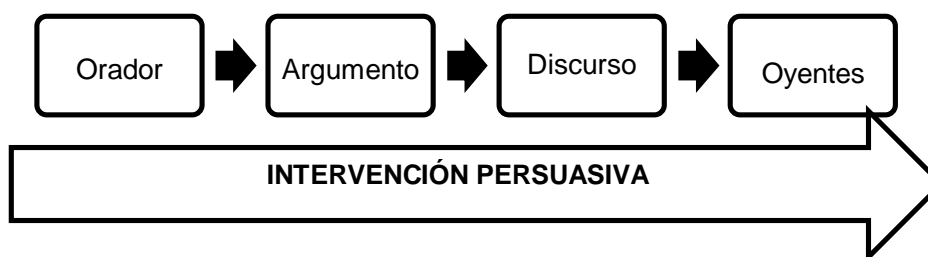 Orador
Argumento
Discurso
Oyentes
INTERVENCIÓN PERSUASIVA